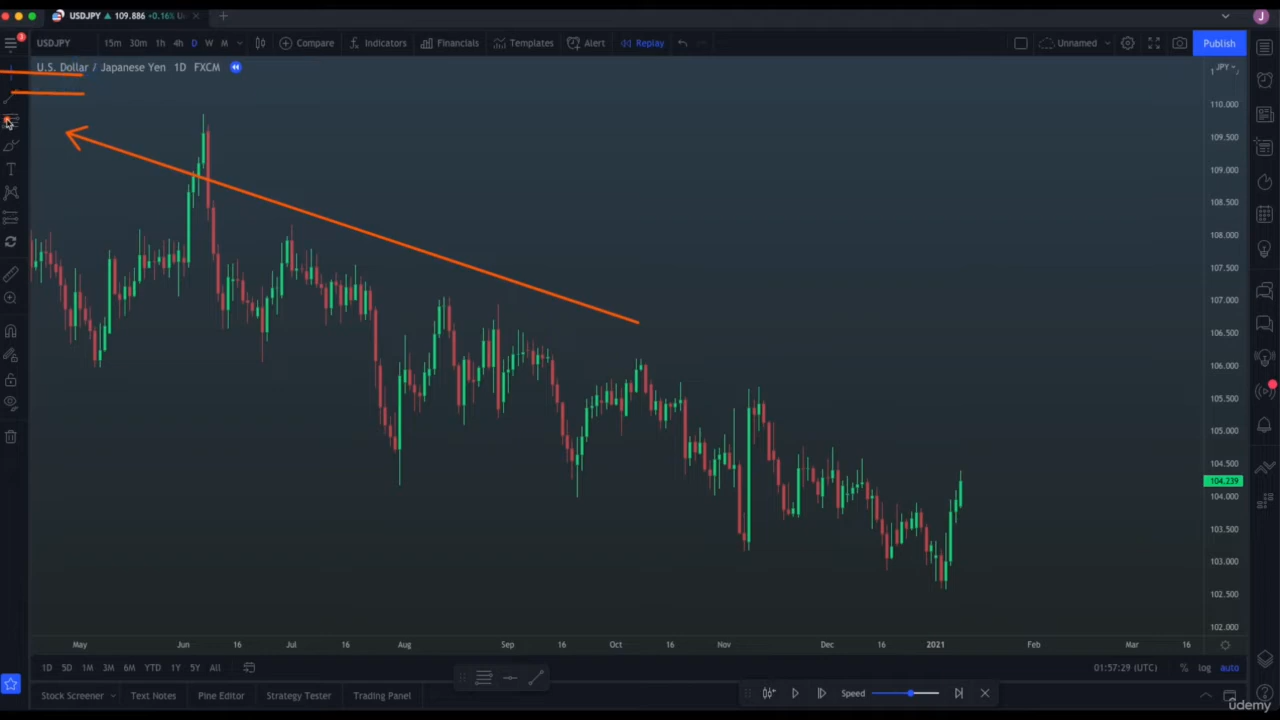 USDJPY ▲ 109.886 +0.16%
J
3
USDJPY 15m 30m 1h 4h D W M Compare Indicators Financials Templates Alert Replay Unnamed Publish
U.S. Dollar / Japanese Yen 1D FXCM
JPY
110.000
109.500
109.000
108.500
108.000
107.500
107.000
106.500
106.000
105.500
105.000
104.500
104.239
104.000
103.500
103.000
102.500
102.000
May Jun 16 Jul 16 Aug Sep 16 Oct 16 Nov Dec 16 2021 Feb Mar 16
1D 5D 1M 3M 6M YTD 1Y 5Y All 01:57:29 (UTC) % log auto
Stock Screener Text Notes Pine Editor Strategy Tester Trading Panel Speed
udemy